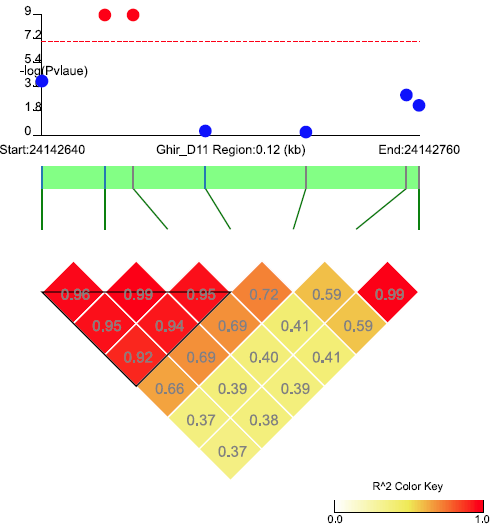 9
7.2
5.4
-log(Pvlaue)
3.6
1.8
0
Start:24142640 Ghir_D11 Region:0.12 (kb) End:24142760
0.96 0.99 0.95 0.72 0.59 0.99
0.95 0.94 0.69 0.41 0.59
0.92 0.69 0.40 0.41
0.66 0.39 0.39
0.37 0.38
0.37
R^2 Color Key
0.0 1.0